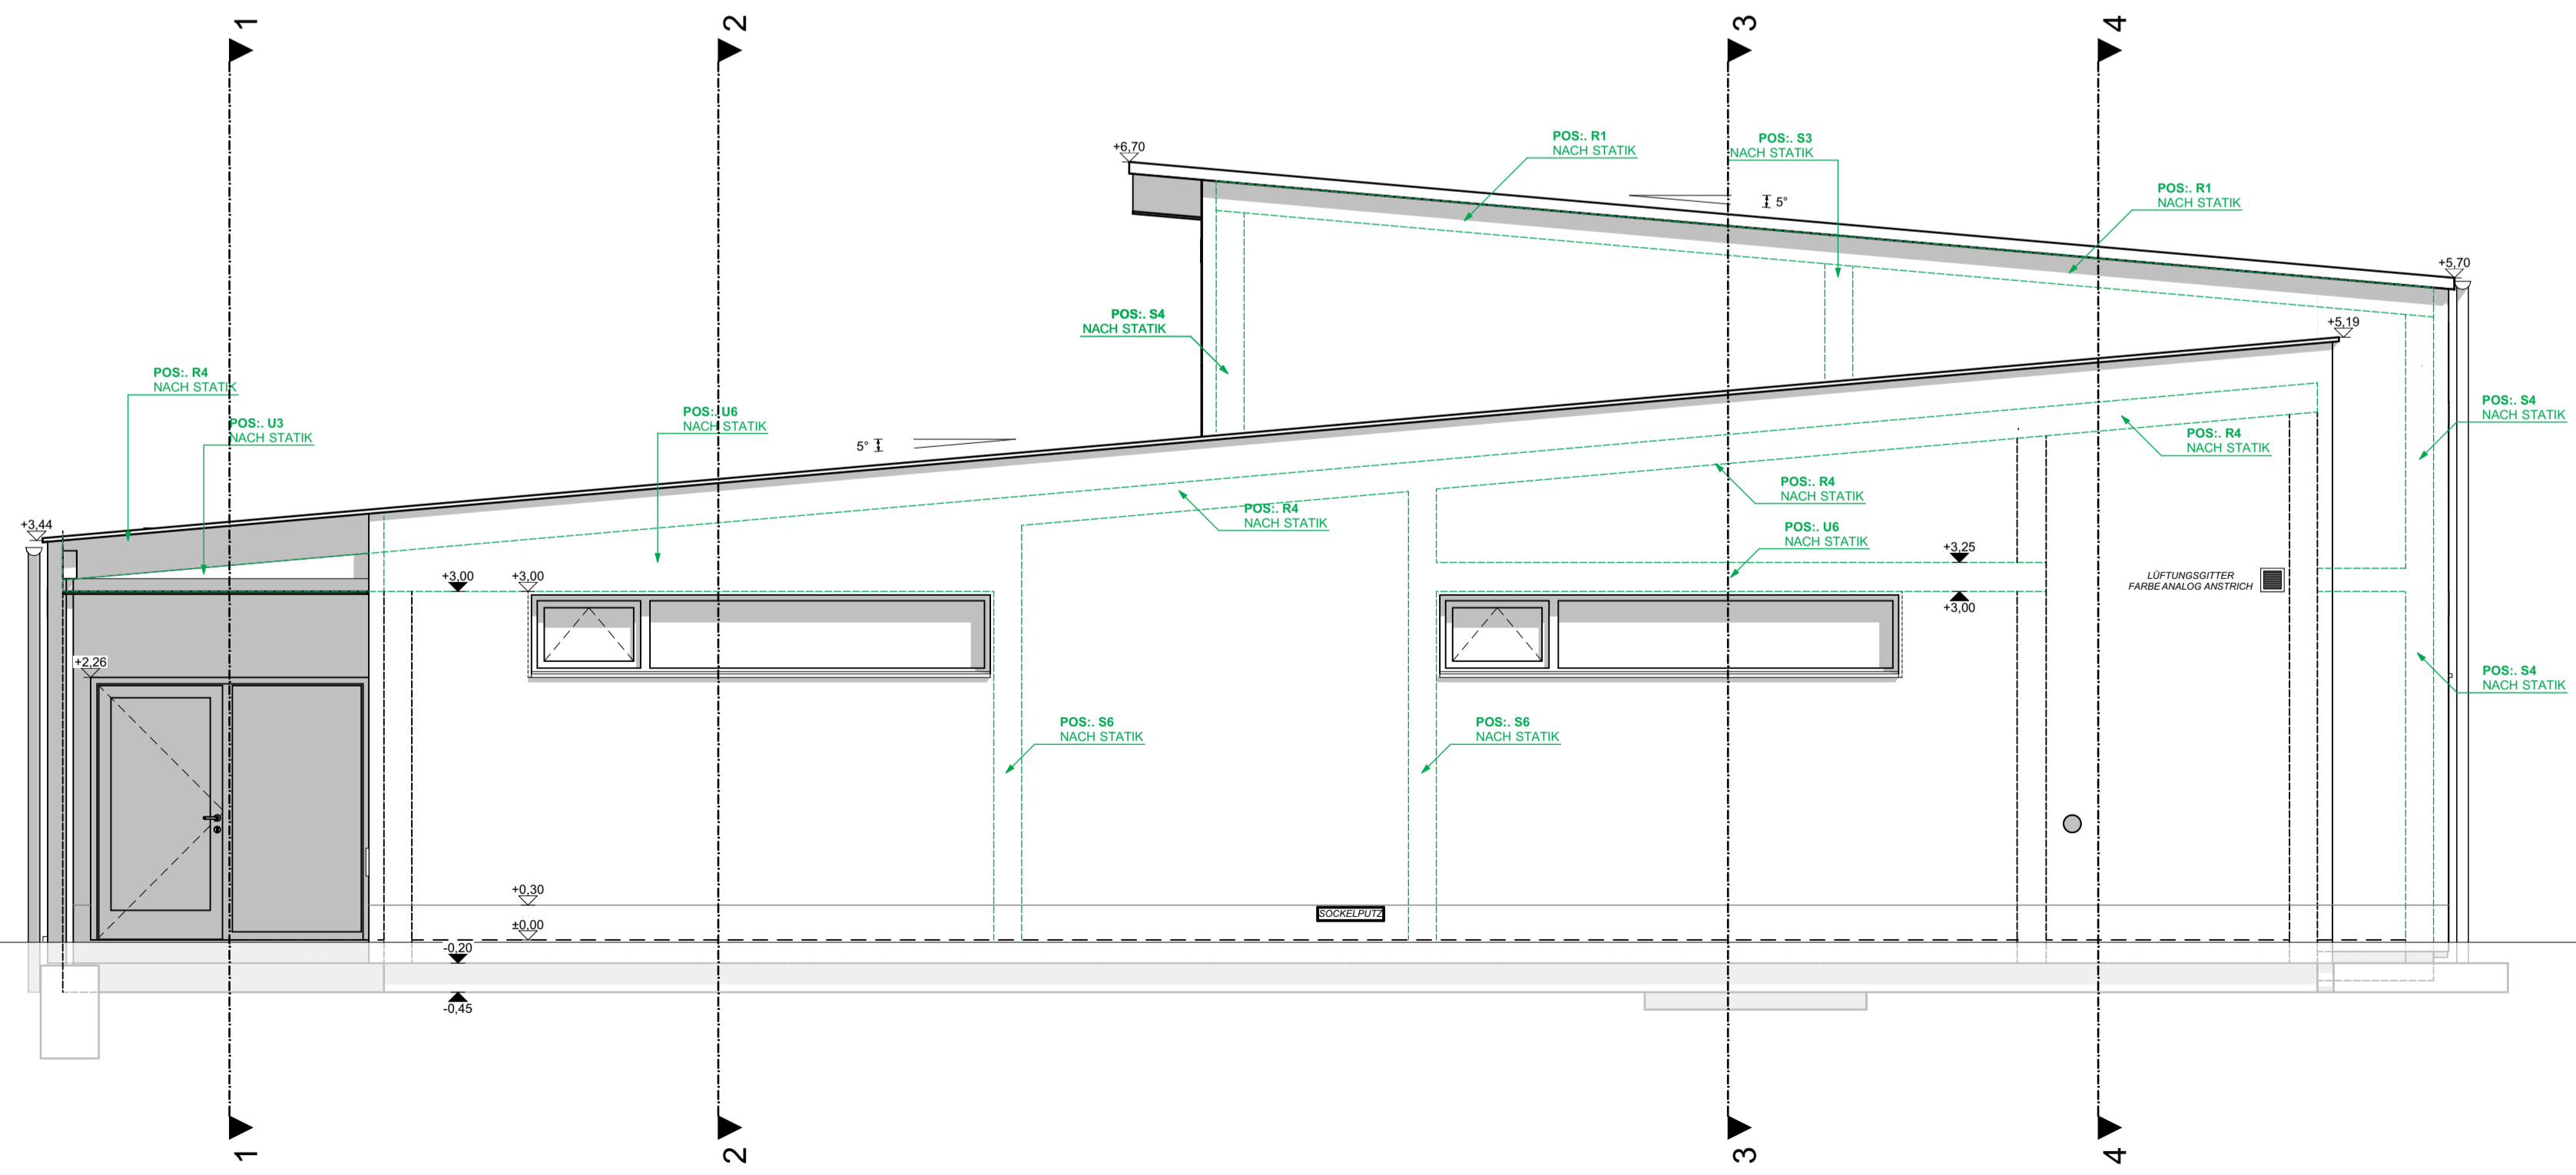 1
2
3
4
+6,70
POS:. R1
NACH STATIK
POS:. S3
NACH STATIK
5°
POS:. R1
NACH STATIK
+5,70
POS:. S4
NACH STATIK
+5,19
POS:. R4
NACH STATIK
POS:. U3
NACH STATIK
POS:. U6
NACH STATIK
5°
POS:. S4
NACH STATIK
POS:. R4
NACH STATIK
POS:. R4
NACH STATIK
POS:. R4
NACH STATIK
+3,44
POS:. U6
NACH STATIK
+3,25
+3,00
+3,00
+3,00
LÜFTUNGSGITTER
FARBE ANALOG ANSTRICH
+2,26
POS:. S4
NACH STATIK
POS:. S6
NACH STATIK
POS:. S6
NACH STATIK
+0,30
SOCKELPUTZ
±0,00
-0,20
-0,45
1
2
3
4